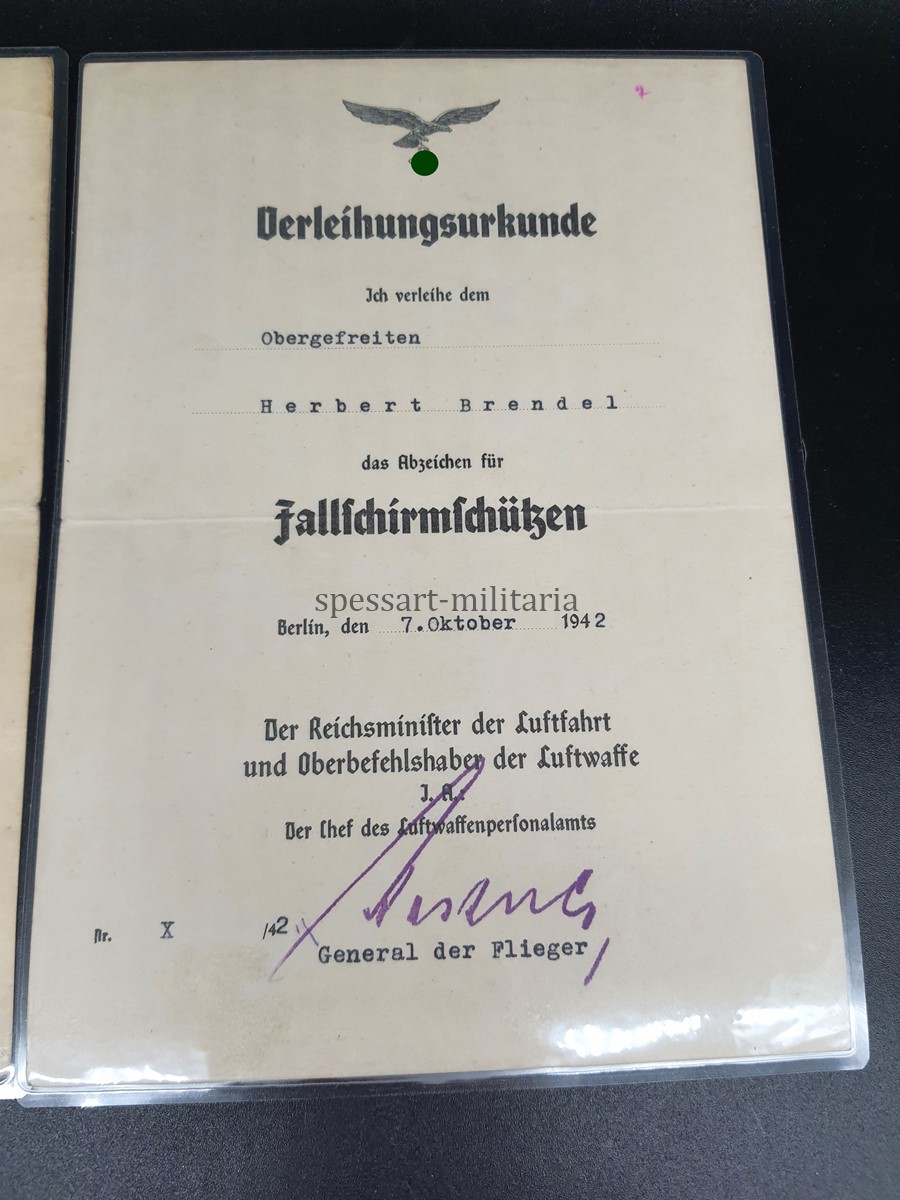 Verleihungsurkunde
Ich verleihe dem
Obergefreiten
Herbert Brendel
das Abzeichen für
Fallschirmschützen
spessart-militaria
Berlin, den 7. Oktober 1942
Der Reichsminister der Luftfahrt
und Oberbefehlshaber der Luftwaffe
J. A.:
Der Chef des Luftwaffenpersonalamts
Nr. X /42
General der Flieger